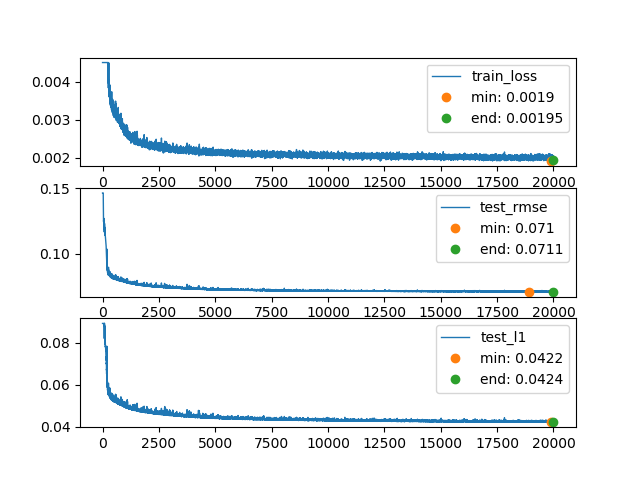 0.004
0.003
0.002
train_loss
min: 0.0019
end: 0.00195
0 2500 5000 7500 10000 12500 15000 17500 20000
0.15
0.10
test_rmse
min: 0.071
end: 0.0711
0 2500 5000 7500 10000 12500 15000 17500 20000
0.08
0.06
0.04
test_l1
min: 0.0422
end: 0.0424
0 2500 5000 7500 10000 12500 15000 17500 20000